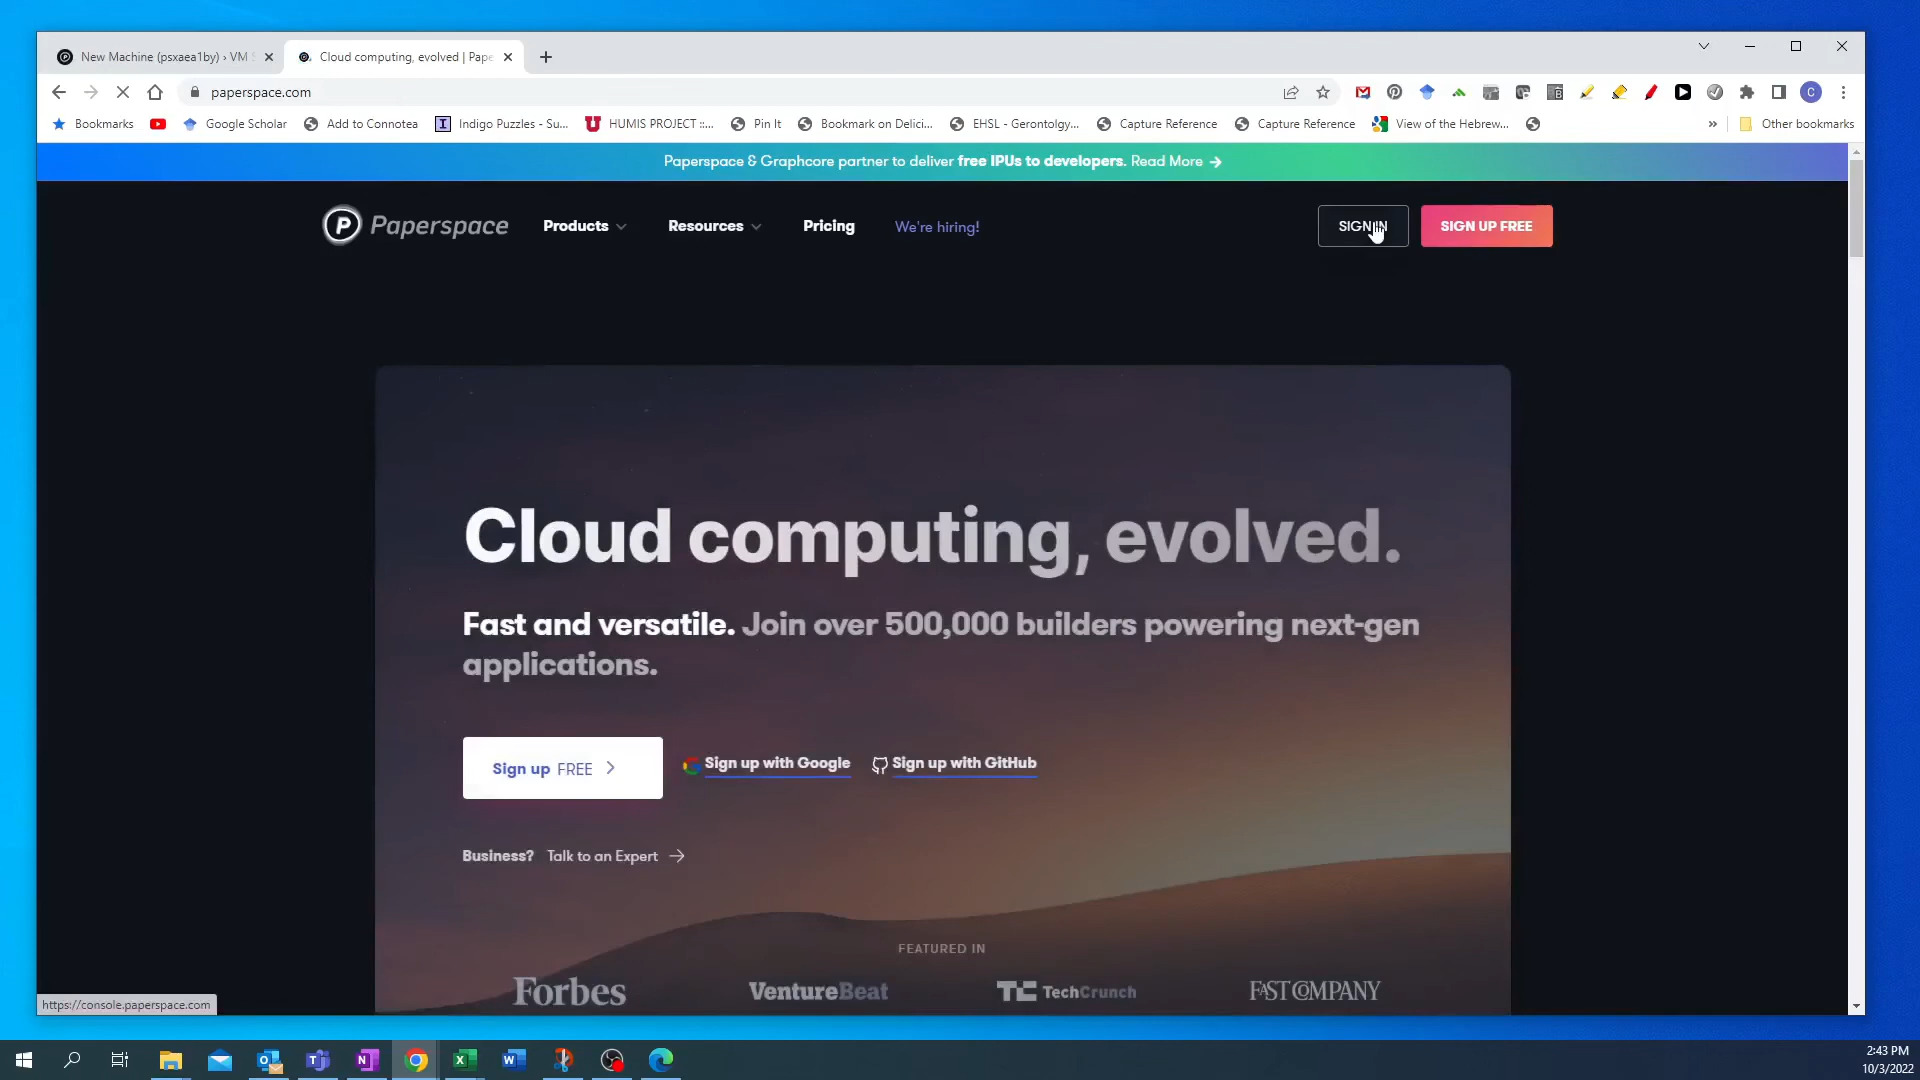 New Machine (psxaea1by) › VM S
Cloud computing, evolved | Pape
paperspace.com
Bookmarks
Google Scholar
Add to Connotea
Indigo Puzzles - Su...
HUMIS PROJECT ::...
Pin It
Bookmark on Delici...
EHSL - Gerontolgy...
Capture Reference
Capture Reference
View of the Hebrew...
»
Other bookmarks
Paperspace & Graphcore partner to deliver free IPUs to developers. Read More →
Paperspace
Products
Resources
Pricing
We're hiring!
SIGN IN
SIGN UP FREE
Cloud computing, evolved.
Fast and versatile. Join over 500,000 builders powering next-gen
applications.
Sign up FREE
Sign up with Google
Sign up with GitHub
Business? Talk to an Expert →
FEATURED IN
Forbes
VentureBeat
TechCrunch
FAST COMPANY
https://console.paperspace.com
2:43 PM
10/3/2022